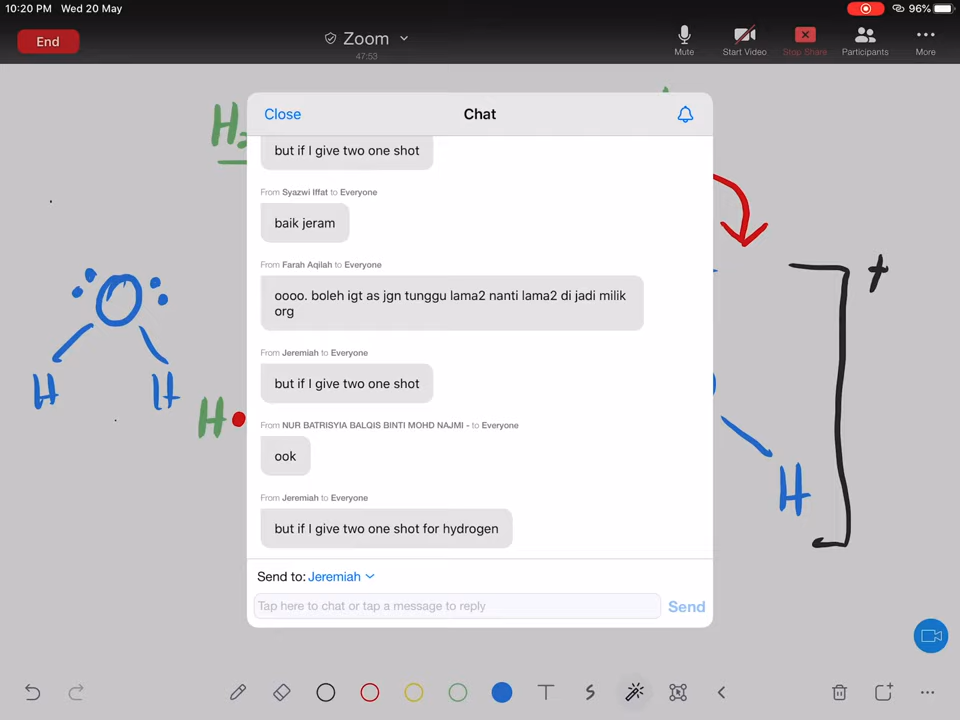 10:20 PM Wed 20 May
96%
End
Zoom
47:53
Mute
Start Video
Stop Share
Participants
More
Close
Chat
but if I give two one shot
From Syazwi Iffat to Everyone
baik jeram
From Farah Aqilah to Everyone
oooo. boleh igt as jgn tunggu lama2 nanti lama2 di jadi milik
org
From Jeremiah to Everyone
but if I give two one shot
From NUR BATRISYIA BALQIS BINTI MOHD NAJMI - to Everyone
ook
From Jeremiah to Everyone
but if I give two one shot for hydrogen
Send to: Jeremiah
Tap here to chat or tap a message to reply
Send
H
O
H H
H
H
+
T